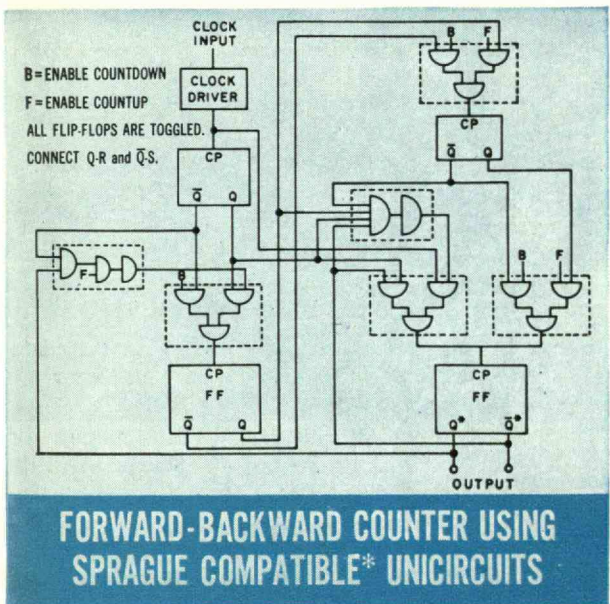 CLOCK
INPUT
B=ENABLE COUNTDOWN
F=ENABLE COUNTUP
ALL FLIP-FLOPS ARE TOGGLED.
CONNECT Q-R and Q̅-S.
CLOCK
DRIVER
CP
Q̅ Q
F
B
CP
FF
Q̅ Q
B F
CP
Q̅ Q
B F
CP
FF
Q* Q̅*
OUTPUT
FORWARD-BACKWARD COUNTER USING
SPRAGUE COMPATIBLE* UNICIRCUITS